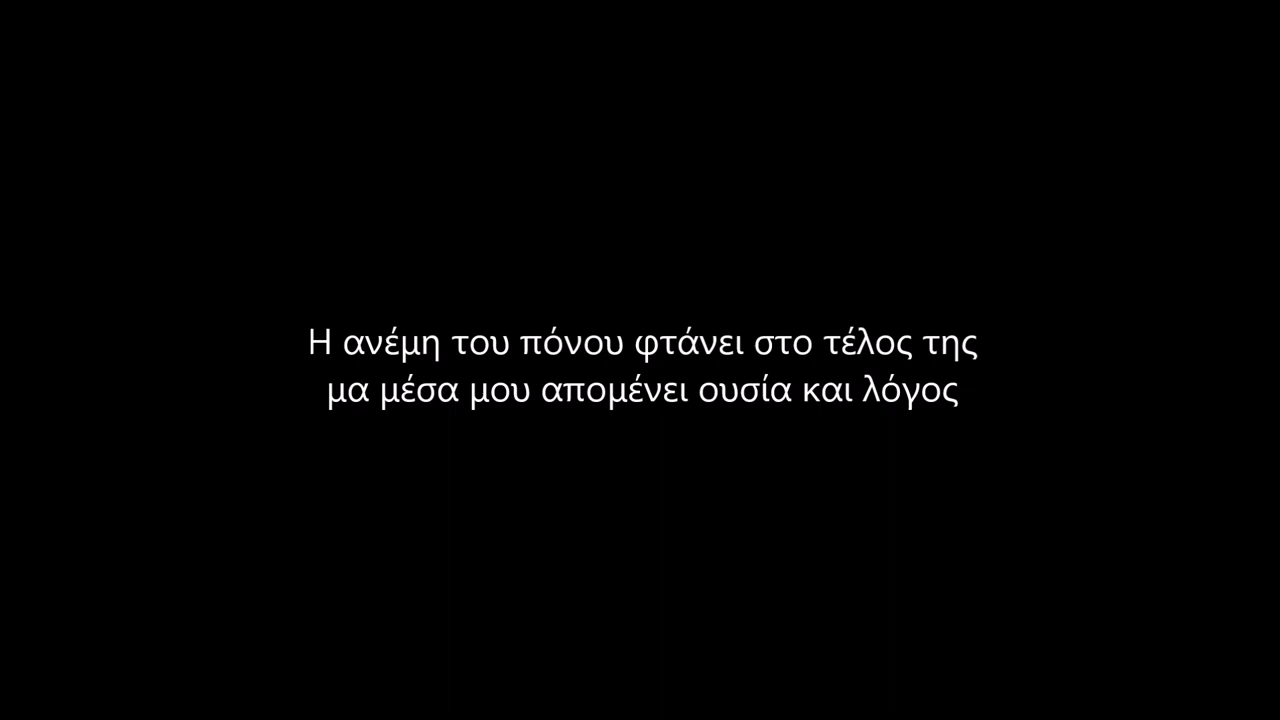 Η ανέμη του πόνου φτάνει στο τέλος της
μα μέσα μου απομένει ουσία και λόγος